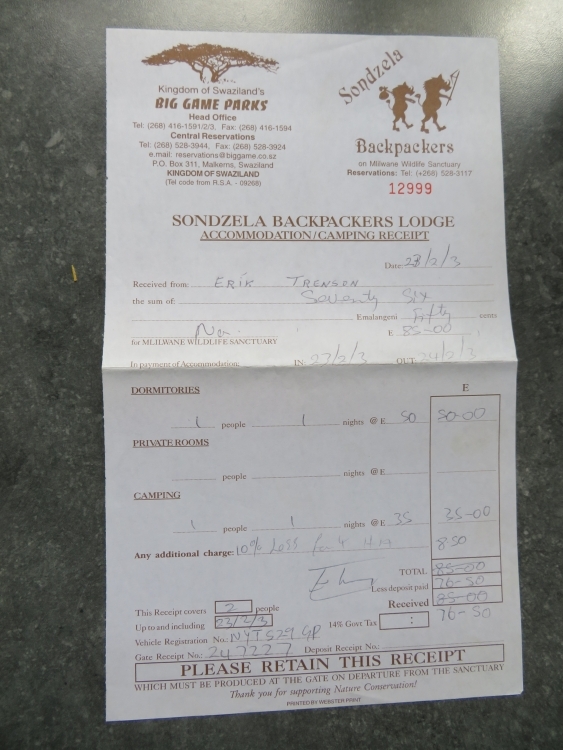 Kingdom of Swaziland's
BIG GAME PARKS
Head Office
Tel: (268) 416-1591/2/3, Fax: (268) 416-1594
Central Reservations
Tel: (268) 528-3944, Fax: (268) 528-3924
e.mail: reservations@biggame.co.sz
P.O. Box 311, Malkerns, Swaziland
KINGDOM OF SWAZILAND
(Tel code from R.S.A. - 09268)
Sondzela
Backpackers
on Mlilwane Wildlife Sanctuary
Reservations: Tel: (+268) 528-3117
12999
SONDZELA BACKPACKERS LODGE
ACCOMMODATION/CAMPING RECEIPT
Date: /2/3
Received from: ERIK TRENSON
the sum of: Seventy Six
Emalangeni Fifty cents
E 85-00
for MLILWANE WILDLIFE SANCTUARY
In payment of Accommodation: IN: 27/2/3 OUT: 24/2/3
DORMITORIES E
1 people 1 nights @ E 50 50-00
PRIVATE ROOMS
people nights @ E
CAMPING
1 people 1 nights @ E 35 35-00
Any additional charge: 10% Less for 8 50
TOTAL 85-00
Less deposit paid 76-50
Received 85-00
76-50
This Receipt covers 2 people
Up to and including 23/2/3 14% Govt. Tax :
Vehicle Registration No.: NYT529 GP
Gate Receipt No.: 247227 Deposit Receipt No.:
PLEASE RETAIN THIS RECEIPT
WHICH MUST BE PRODUCED AT THE GATE ON DEPARTURE FROM THE SANCTUARY
Thank you for supporting Nature Conservation!
PRINTED BY WEBSTER PRINT